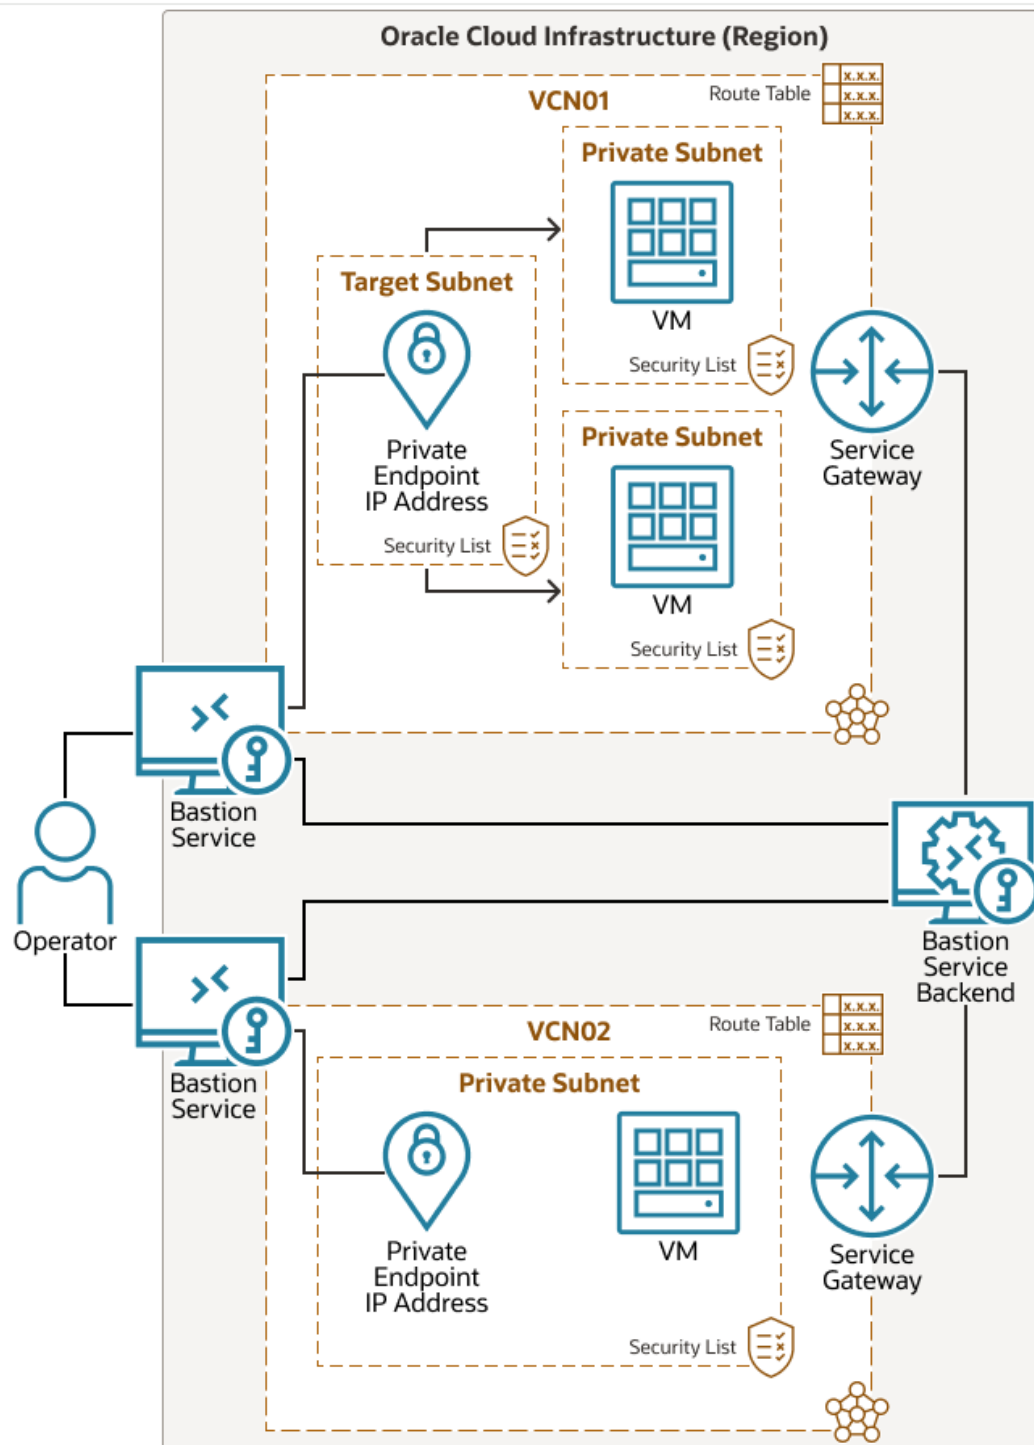 Oracle Cloud Infrastructure (Region)
Route Table
x.x.x.
x.x.x.
x.x.x.
VCN01
Private Subnet
VM
Security List
Target Subnet
Private
Endpoint
IP Address
Security List
Service
Gateway
Private Subnet
VM
Security List
Bastion
Service
Operator
Bastion
Service
Backend
Bastion
Service
VCN02
Route Table
x.x.x.
x.x.x.
x.x.x.
Private Subnet
Private
Endpoint
IP Address
VM
Service
Gateway
Security List